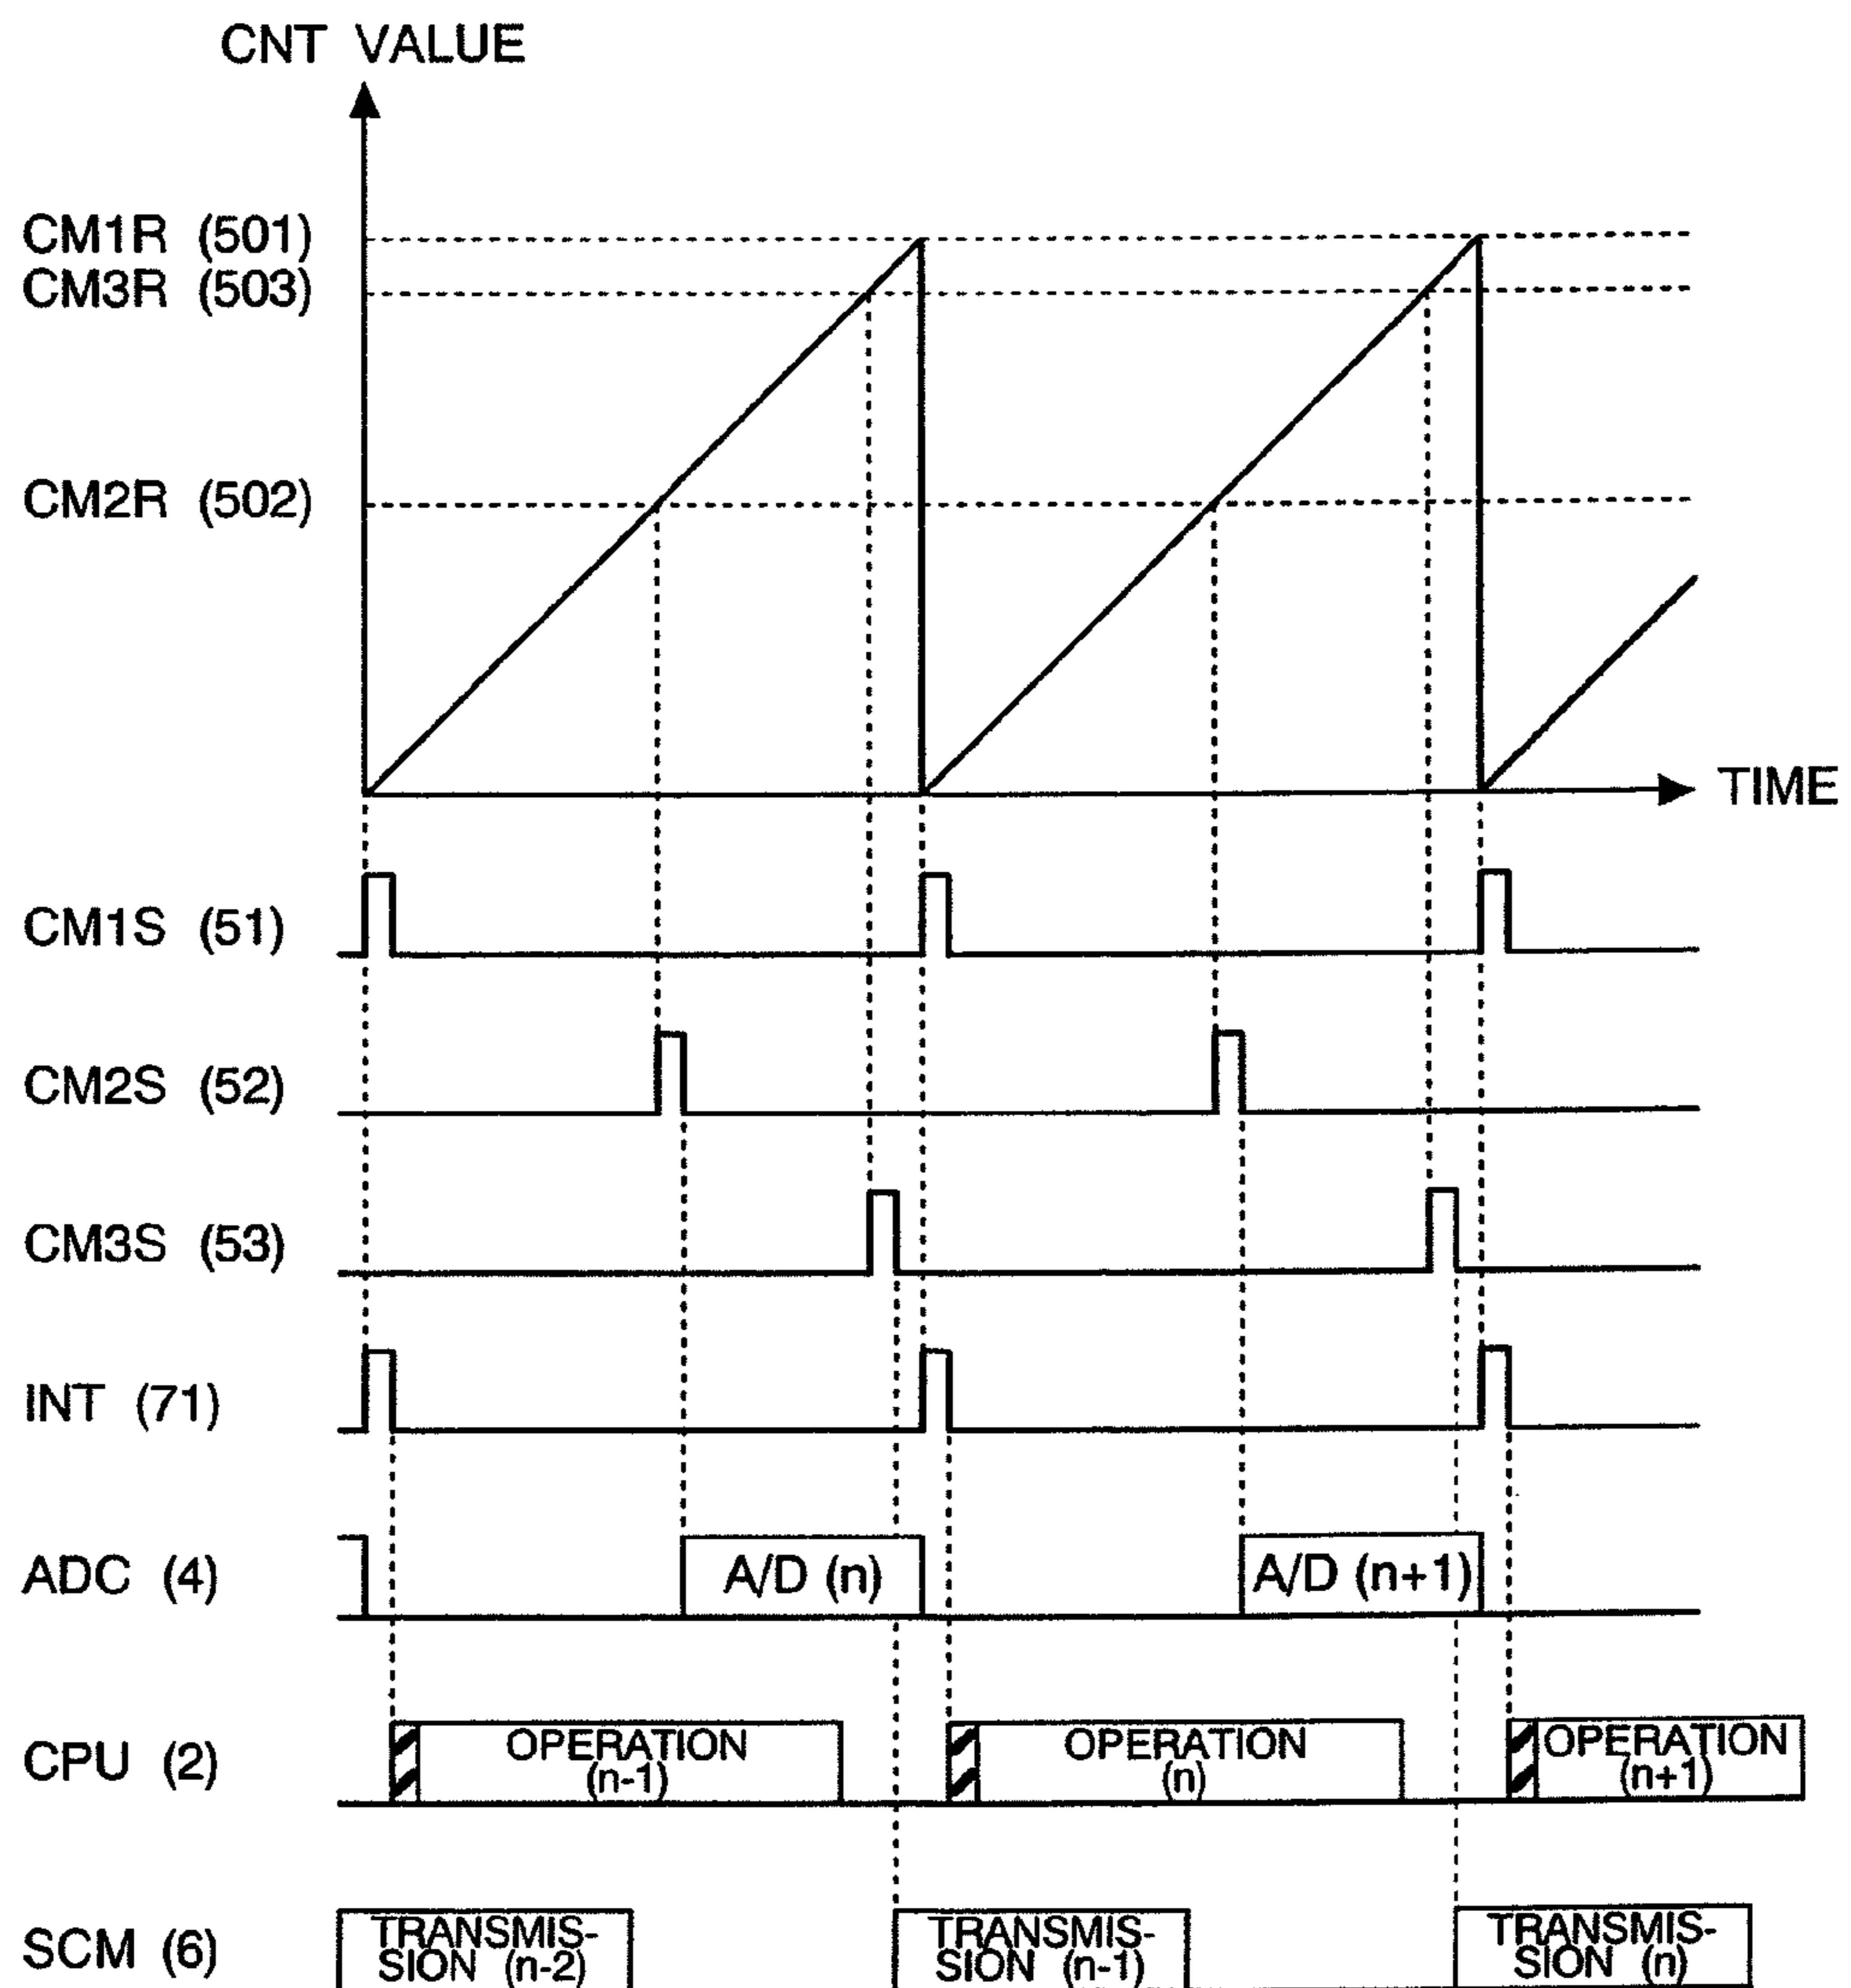 CNT VALUE
CM1R (501)
CM3R (503)
CM2R (502)
TIME
CM1S (51)
CM2S (52)
CM3S (53)
INT (71)
ADC (4)
A/D (n)
A/D (n+1)
CPU (2)
OPERATION
(n-1)
OPERATION
(n)
OPERATION
(n+1)
SCM (6)
TRANSMIS-
SION (n-2)
TRANSMIS-
SION (n-1)
TRANSMIS-
SION (n)